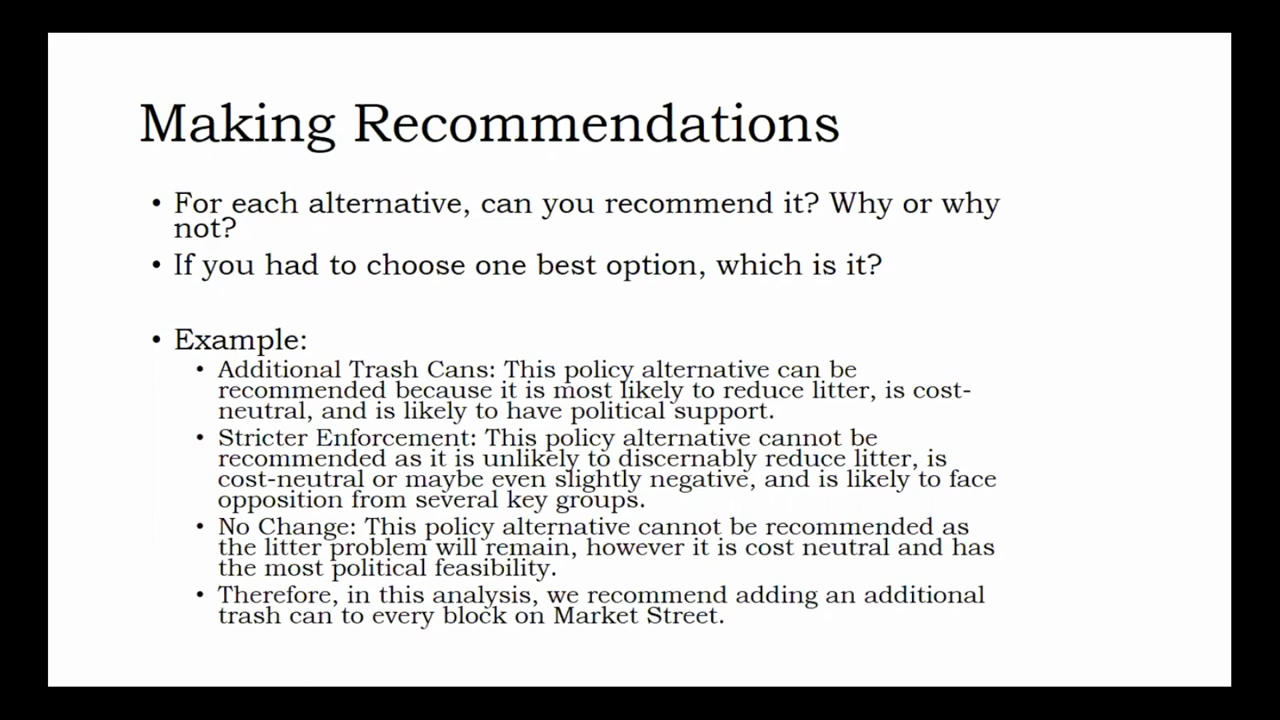 Making Recommendations
• For each alternative, can you recommend it? Why or why
not?
• If you had to choose one best option, which is it?
• Example:
• Additional Trash Cans: This policy alternative can be
recommended because it is most likely to reduce litter, is cost-
neutral, and is likely to have political support.
• Stricter Enforcement: This policy alternative cannot be
recommended as it is unlikely to discernably reduce litter, is
cost-neutral or maybe even slightly negative, and is likely to face
opposition from several key groups.
• No Change: This policy alternative cannot be recommended as
the litter problem will remain, however it is cost neutral and has
the most political feasibility.
• Therefore, in this analysis, we recommend adding an additional
trash can to every block on Market Street.